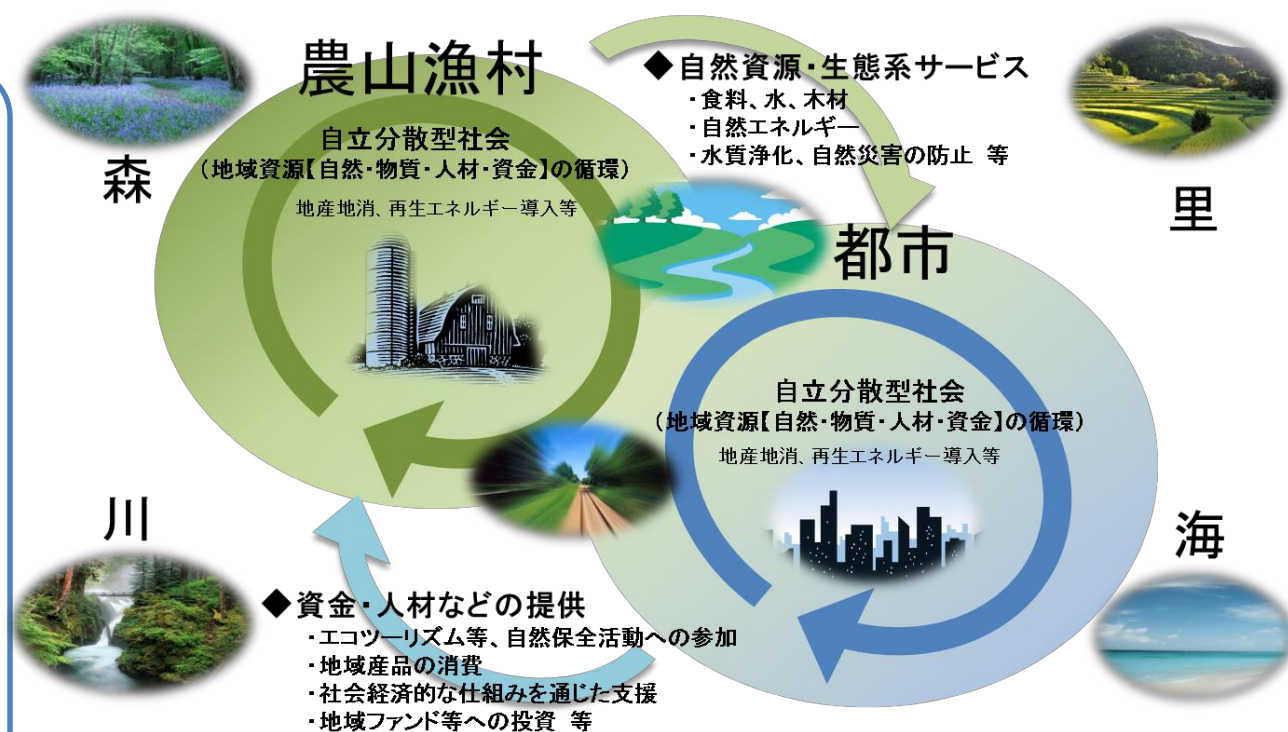 農山漁村
自立分散型社会
(地域資源【自然・物質・人材・資金】の循環)
地産地消、再生エネルギー導入等
◆自然資源・生態系サービス
・食料、水、木材
・自然エネルギー
・水質浄化、自然災害の防止 等
森
里
都市
自立分散型社会
(地域資源【自然・物質・人材・資金】の循環)
地産地消、再生エネルギー導入等
川
海
◆資金・人材などの提供
・エコツーリズム等、自然保全活動への参加
・地域産品の消費
・社会経済的な仕組みを通じた支援
・地域ファンド等への投資 等